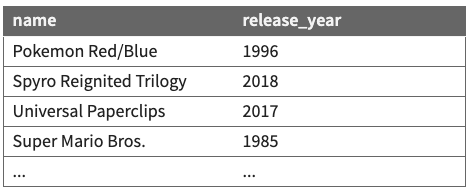 name release_year
Pokemon Red/Blue 1996
Spyro Reignited Trilogy 2018
Universal Paperclips 2017
Super Mario Bros. 1985
... ...